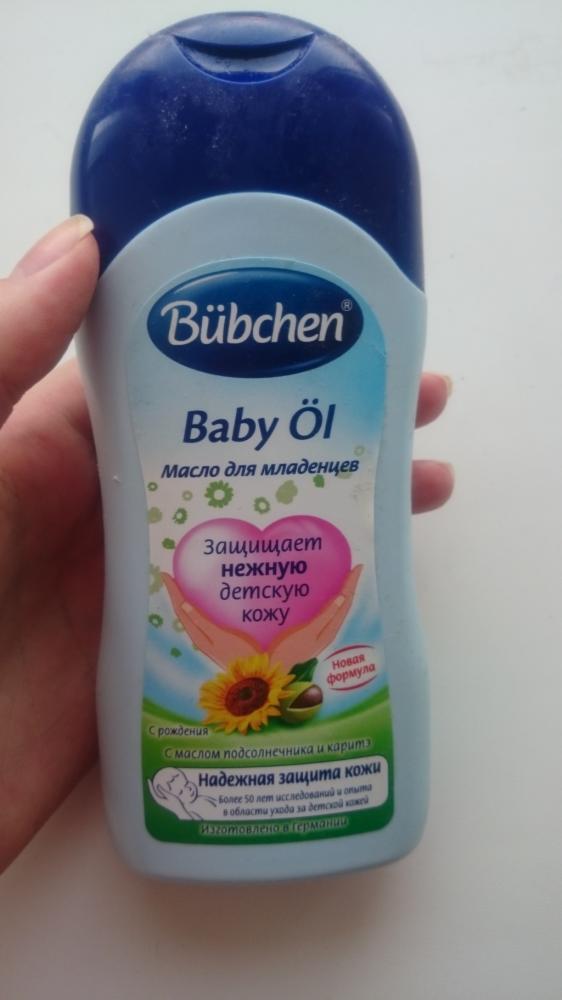 Bübchen®
Baby Öl
Масло для младенцев
Защищает
нежную
детскую
кожу
Новая
формула
С рождения
С маслом подсолнечника и каритэ
Надежная защита кожи
Более 50 лет исследований и опыта
в области ухода за детской кожей
Изготовлено в Германии